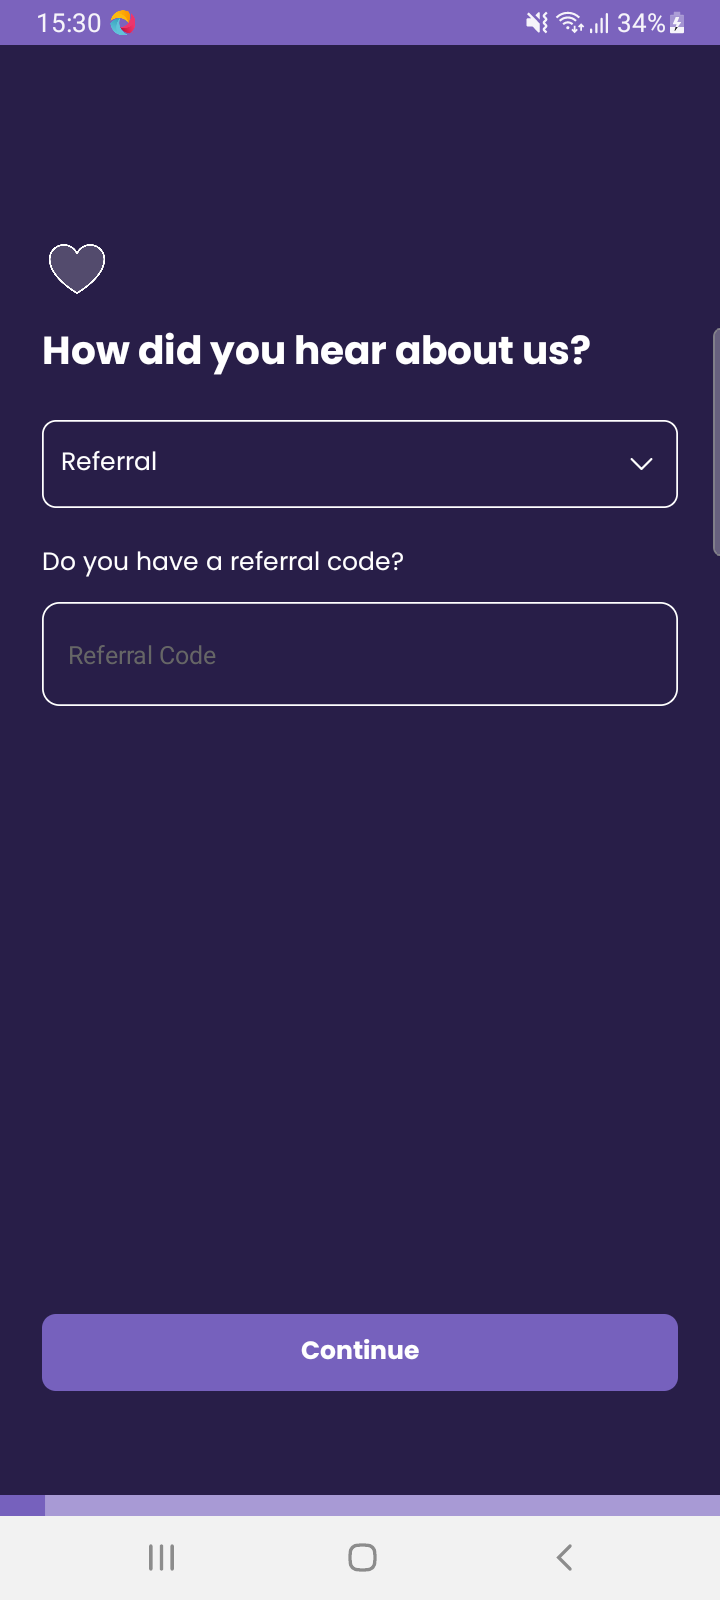 15:30 34%
How did you hear about us?
Referral
Do you have a referral code?
Referral Code
Continue